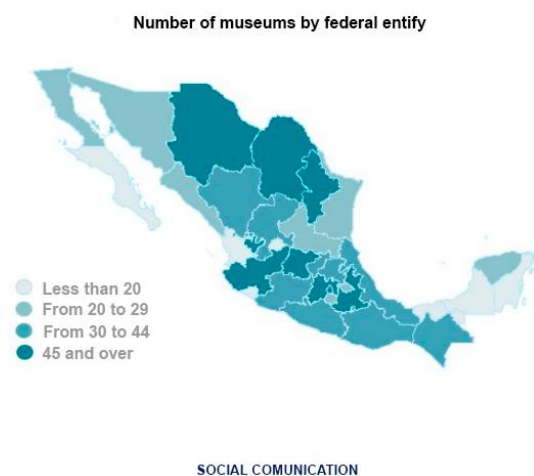 Number of museums by federal entify
Less than 20
From 20 to 29
From 30 to 44
45 and over
SOCIAL COMUNICATION